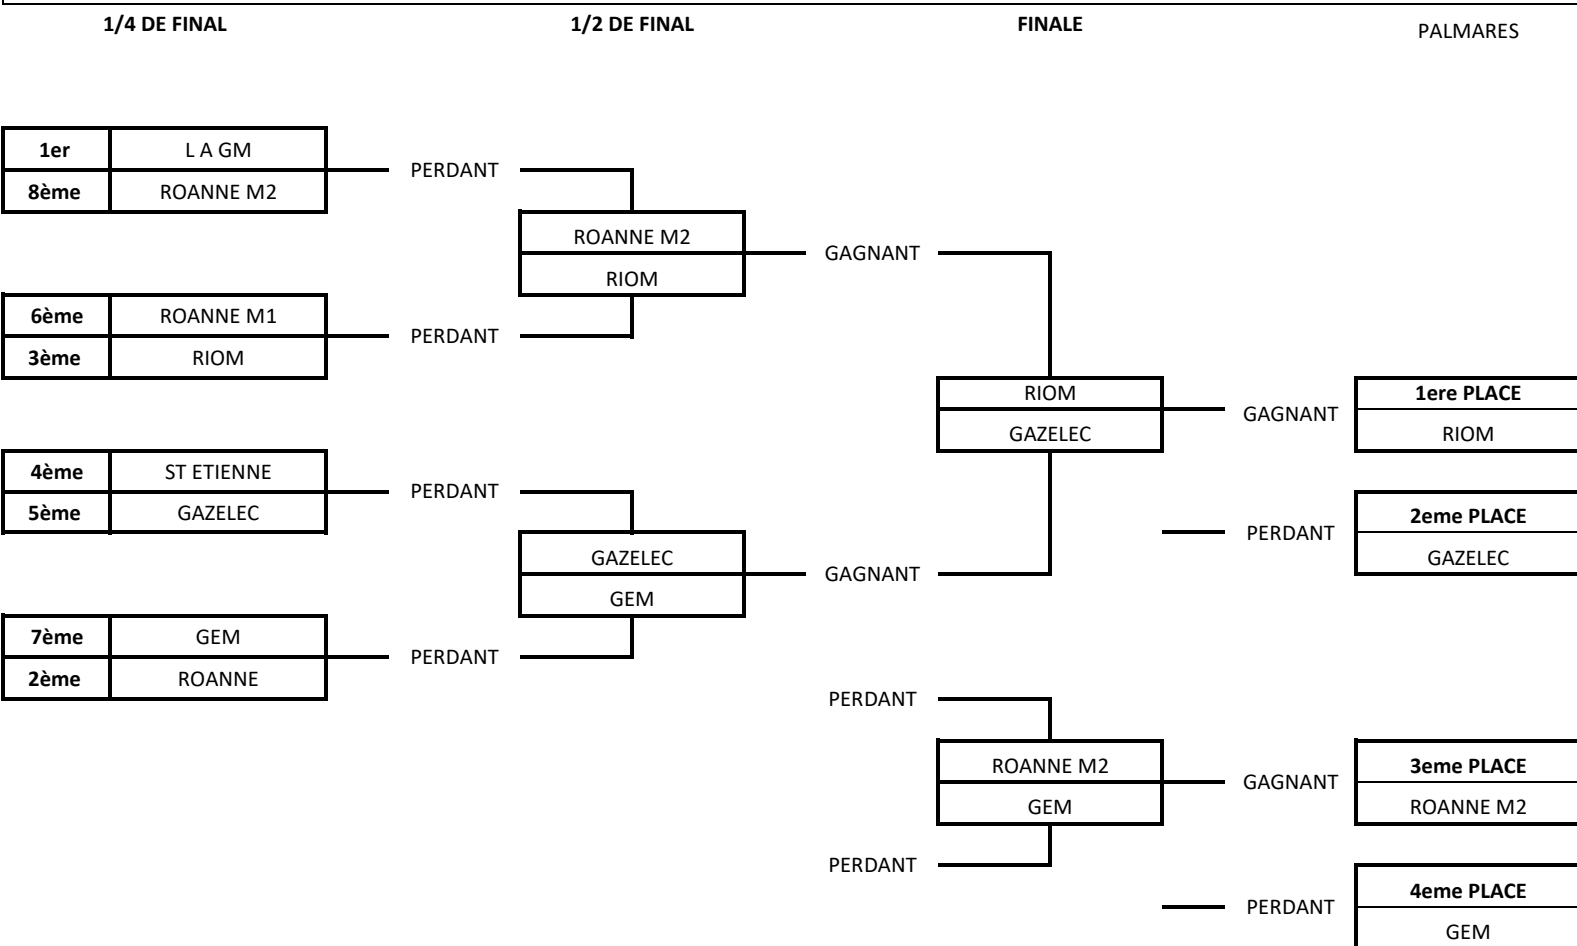 1/4 DE FINAL
1/2 DE FINAL
FINALE
PALMARES
1er L A GM
8ème ROANNE M2
PERDANT
ROANNE M2
RIOM
GAGNANT
6ème ROANNE M1
3ème RIOM
PERDANT
RIOM
GAZELEC
GAGNANT
1ere PLACE
RIOM
4ème ST ETIENNE
5ème GAZELEC
PERDANT
PERDANT
2eme PLACE
GAZELEC
GAZELEC
GEM
GAGNANT
7ème GEM
2ème ROANNE
PERDANT
PERDANT
ROANNE M2
GEM
GAGNANT
3eme PLACE
ROANNE M2
PERDANT
PERDANT
4eme PLACE
GEM